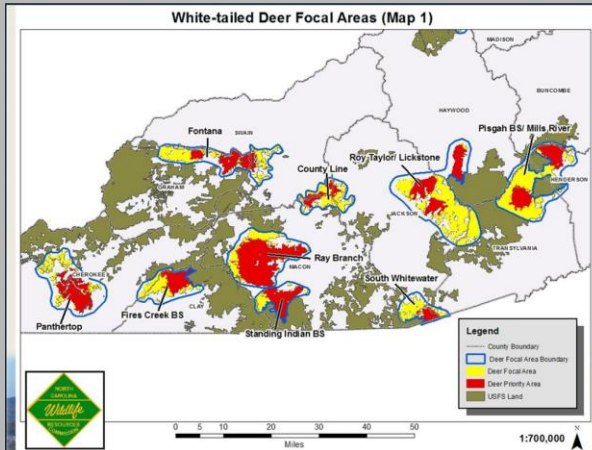 White-tailed Deer Focal Areas (Map 1)
MADISON
BUNCOMBE
HAYWOOD
Pisgah BS/ Mills River
Fontana
SWAIN
County Line
Roy Taylor/ Lickstone
HENDERSON
GRAHAM
JACKSON
TRANSYLVANIA
CHEROKEE
Ray Branch
MACON
South Whitewater
Panthertop
Fires Creek BS
CLAY
Standing Indian BS
Legend
County Boundary
Deer Focal Area Boundary
Deer Focal Area
Deer Priority Area
USFS Land
NORTH
CAROLINA
Wildlife
RESOURCES
COMMISSION
0 5 10 20 30 40 50
Miles
1:700,000
N